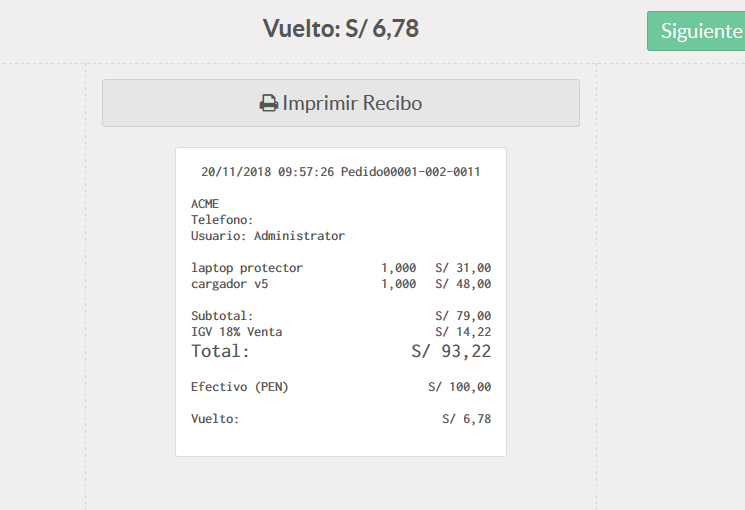 Vuelto: S/ 6,78
Siguiente
Imprimir Recibo
20/11/2018 09:57:26 Pedido00001-002-0011
ACME
Telefono:
Usuario: Administrator
laptop protector 1,000 S/ 31,00
cargador v5 1,000 S/ 48,00
Subtotal: S/ 79,00
IGV 18% Venta S/ 14,22
Total: S/ 93,22
Efectivo (PEN) S/ 100,00
Vuelto: S/ 6,78